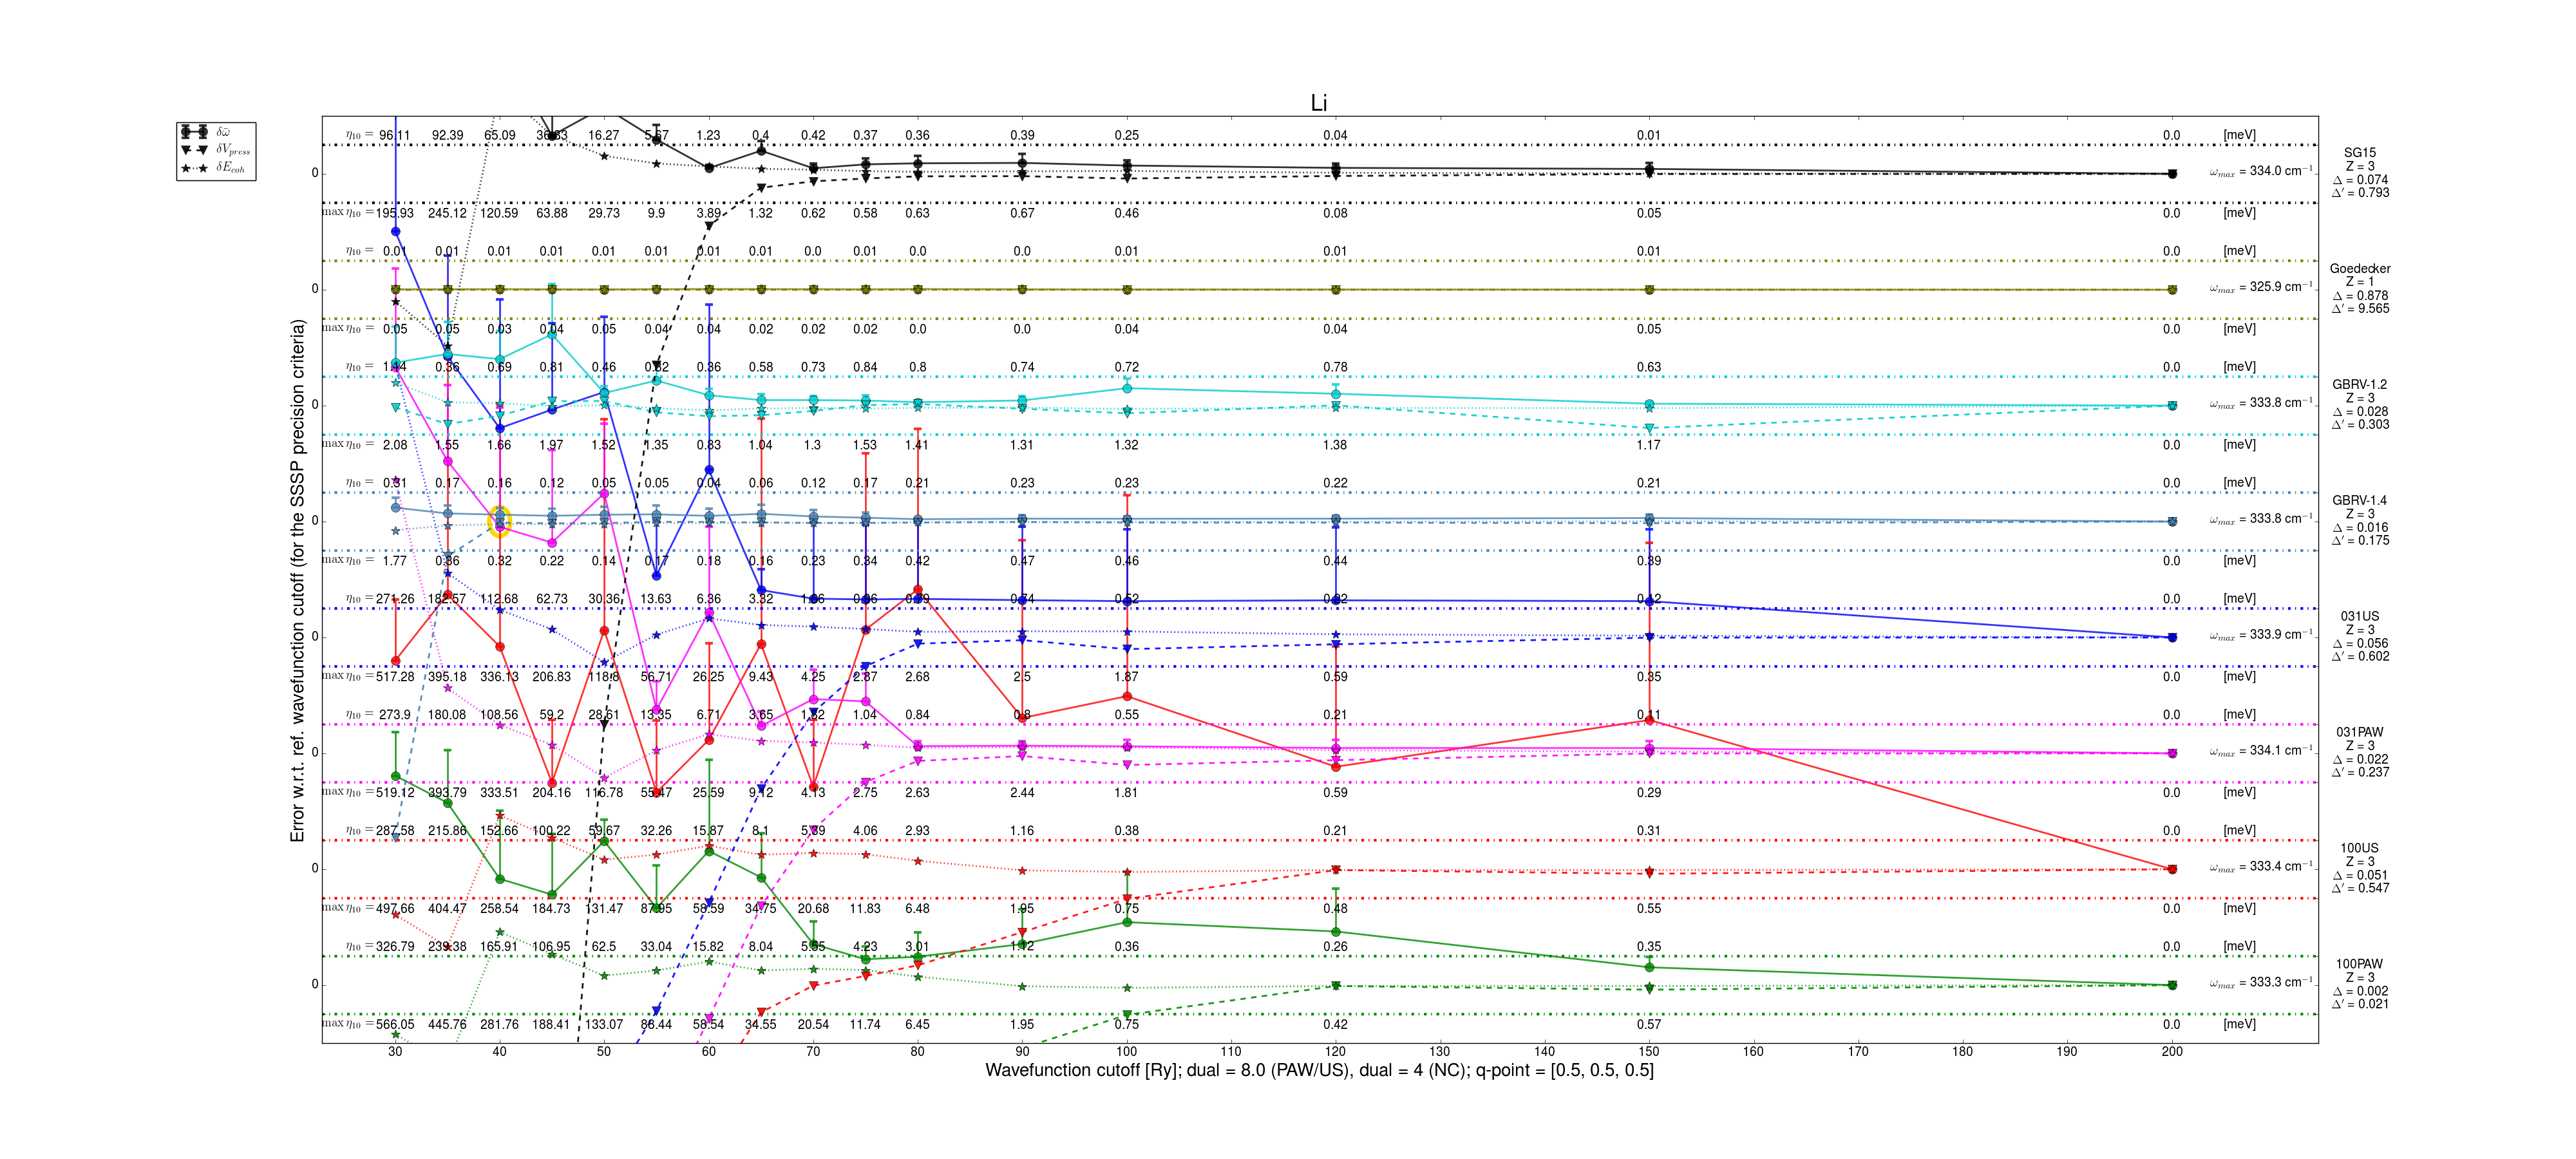 Li
δω̄
δV_press
δE_coh
Error w.r.t. ref. wavefunction cutoff (for the SSSP precision criteria)
η₁₀ = 96.11 92.39 65.09 16.27 1.23 0.4 0.42 0.37 0.36 0.39 0.25 0.04 0.01 0.0 [meV]
0
ω_max = 334.0 cm⁻¹
max η₁₀ = 195.93 245.12 120.59 63.88 29.73 9.9 3.89 1.32 0.62 0.58 0.63 0.67 0.46 0.08 0.05 0.0 [meV]
SG15
Z = 3
Δ = 0.074
Δ′ = 0.793
η₁₀ = 0.01 0.01 0.01 0.01 0.01 0.01 0.01 0.01 0.0 0.01 0.0 0.0 0.01 0.01 0.01 0.0 [meV]
0
ω_max = 325.9 cm⁻¹
max η₁₀ = 0.05 0.05 0.03 0.04 0.05 0.04 0.04 0.02 0.02 0.02 0.0 0.0 0.04 0.04 0.05 0.0 [meV]
Goedecker
Z = 1
Δ = 0.878
Δ′ = 9.565
η₁₀ = 0.36 0.69 0.81 0.46 0.36 0.58 0.73 0.84 0.8 0.74 0.72 0.78 0.63 0.0 [meV]
0
ω_max = 333.8 cm⁻¹
max η₁₀ = 2.08 1.55 1.66 1.97 1.52 1.35 0.83 1.04 1.3 1.53 1.41 1.31 1.32 1.38 1.17 0.0 [meV]
GBRV-1.2
Z = 3
Δ = 0.028
Δ′ = 0.303
η₁₀ = 0.31 0.17 0.16 0.12 0.05 0.05 0.04 0.06 0.12 0.17 0.21 0.23 0.23 0.22 0.21 0.0 [meV]
0
ω_max = 333.8 cm⁻¹
max η₁₀ = 1.77 0.36 0.32 0.22 0.14 0.17 0.18 0.16 0.23 0.34 0.42 0.47 0.46 0.44 0.39 0.0 [meV]
GBRV-1.4
Z = 3
Δ = 0.016
Δ′ = 0.175
η₁₀ = 271.26 182.57 112.68 62.73 30.36 13.63 6.36 3.32 0.74 0.52 0.12 0.0 [meV]
0
ω_max = 333.9 cm⁻¹
max η₁₀ = 517.28 395.18 336.13 206.83 56.71 26.25 9.43 4.25 2.87 2.68 2.5 1.87 0.59 0.35 0.0 [meV]
031US
Z = 3
Δ = 0.056
Δ′ = 0.602
η₁₀ = 273.9 180.08 108.56 59.2 28.61 13.35 6.71 3.65 1.04 0.84 0.8 0.55 0.21 0.11 0.0 [meV]
0
ω_max = 334.1 cm⁻¹
max η₁₀ = 519.12 393.79 333.51 204.16 116.78 55.47 25.59 9.12 4.13 2.75 2.63 2.44 1.81 0.59 0.29 0.0 [meV]
031PAW
Z = 3
Δ = 0.022
Δ′ = 0.237
η₁₀ = 287.58 215.86 152.66 100.22 59.67 32.26 15.87 8.1 4.06 2.93 1.16 0.38 0.21 0.31 0.0 [meV]
0
ω_max = 333.4 cm⁻¹
max η₁₀ = 497.66 404.47 258.54 184.73 131.47 87.95 58.59 34.75 20.68 11.83 6.48 1.95 0.75 0.48 0.55 0.0 [meV]
100US
Z = 3
Δ = 0.051
Δ′ = 0.547
η₁₀ = 326.79 239.38 165.91 106.95 62.5 33.04 15.82 8.04 4.23 3.01 1.12 0.36 0.26 0.35 0.0 [meV]
0
ω_max = 333.3 cm⁻¹
max η₁₀ = 566.05 445.76 281.76 188.41 133.07 88.44 58.54 34.55 20.54 11.74 6.45 1.95 0.75 0.42 0.57 0.0 [meV]
100PAW
Z = 3
Δ = 0.002
Δ′ = 0.021
30 40 50 60 70 80 90 100 110 120 130 140 150 160 170 180 190 200
Wavefunction cutoff [Ry]; dual = 8.0 (PAW/US), dual = 4 (NC); q-point = [0.5, 0.5, 0.5]